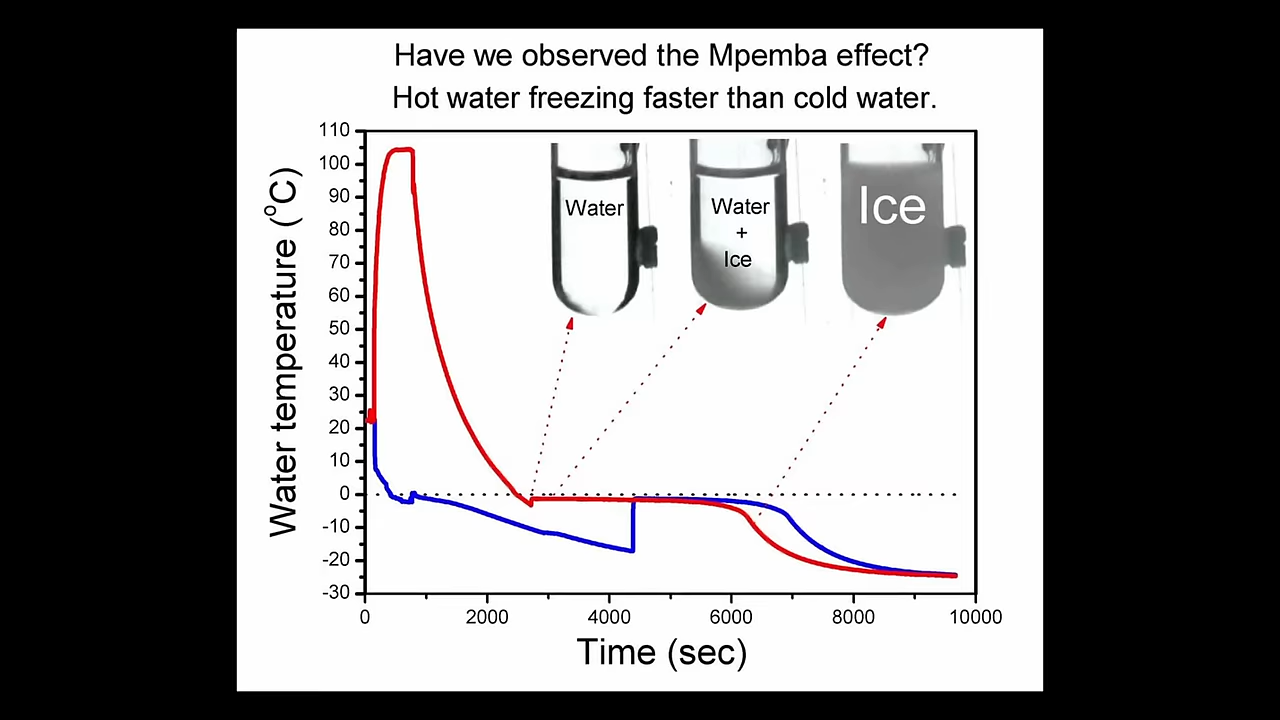 Have we observed the Mpemba effect?
Hot water freezing faster than cold water.
110
100
90
80
70
60
50
40
30
20
10
0
-10
-20
-30
Water temperature (°C)
Water
Water
+
Ice
Ice
0 2000 4000 6000 8000 10000
Time (sec)